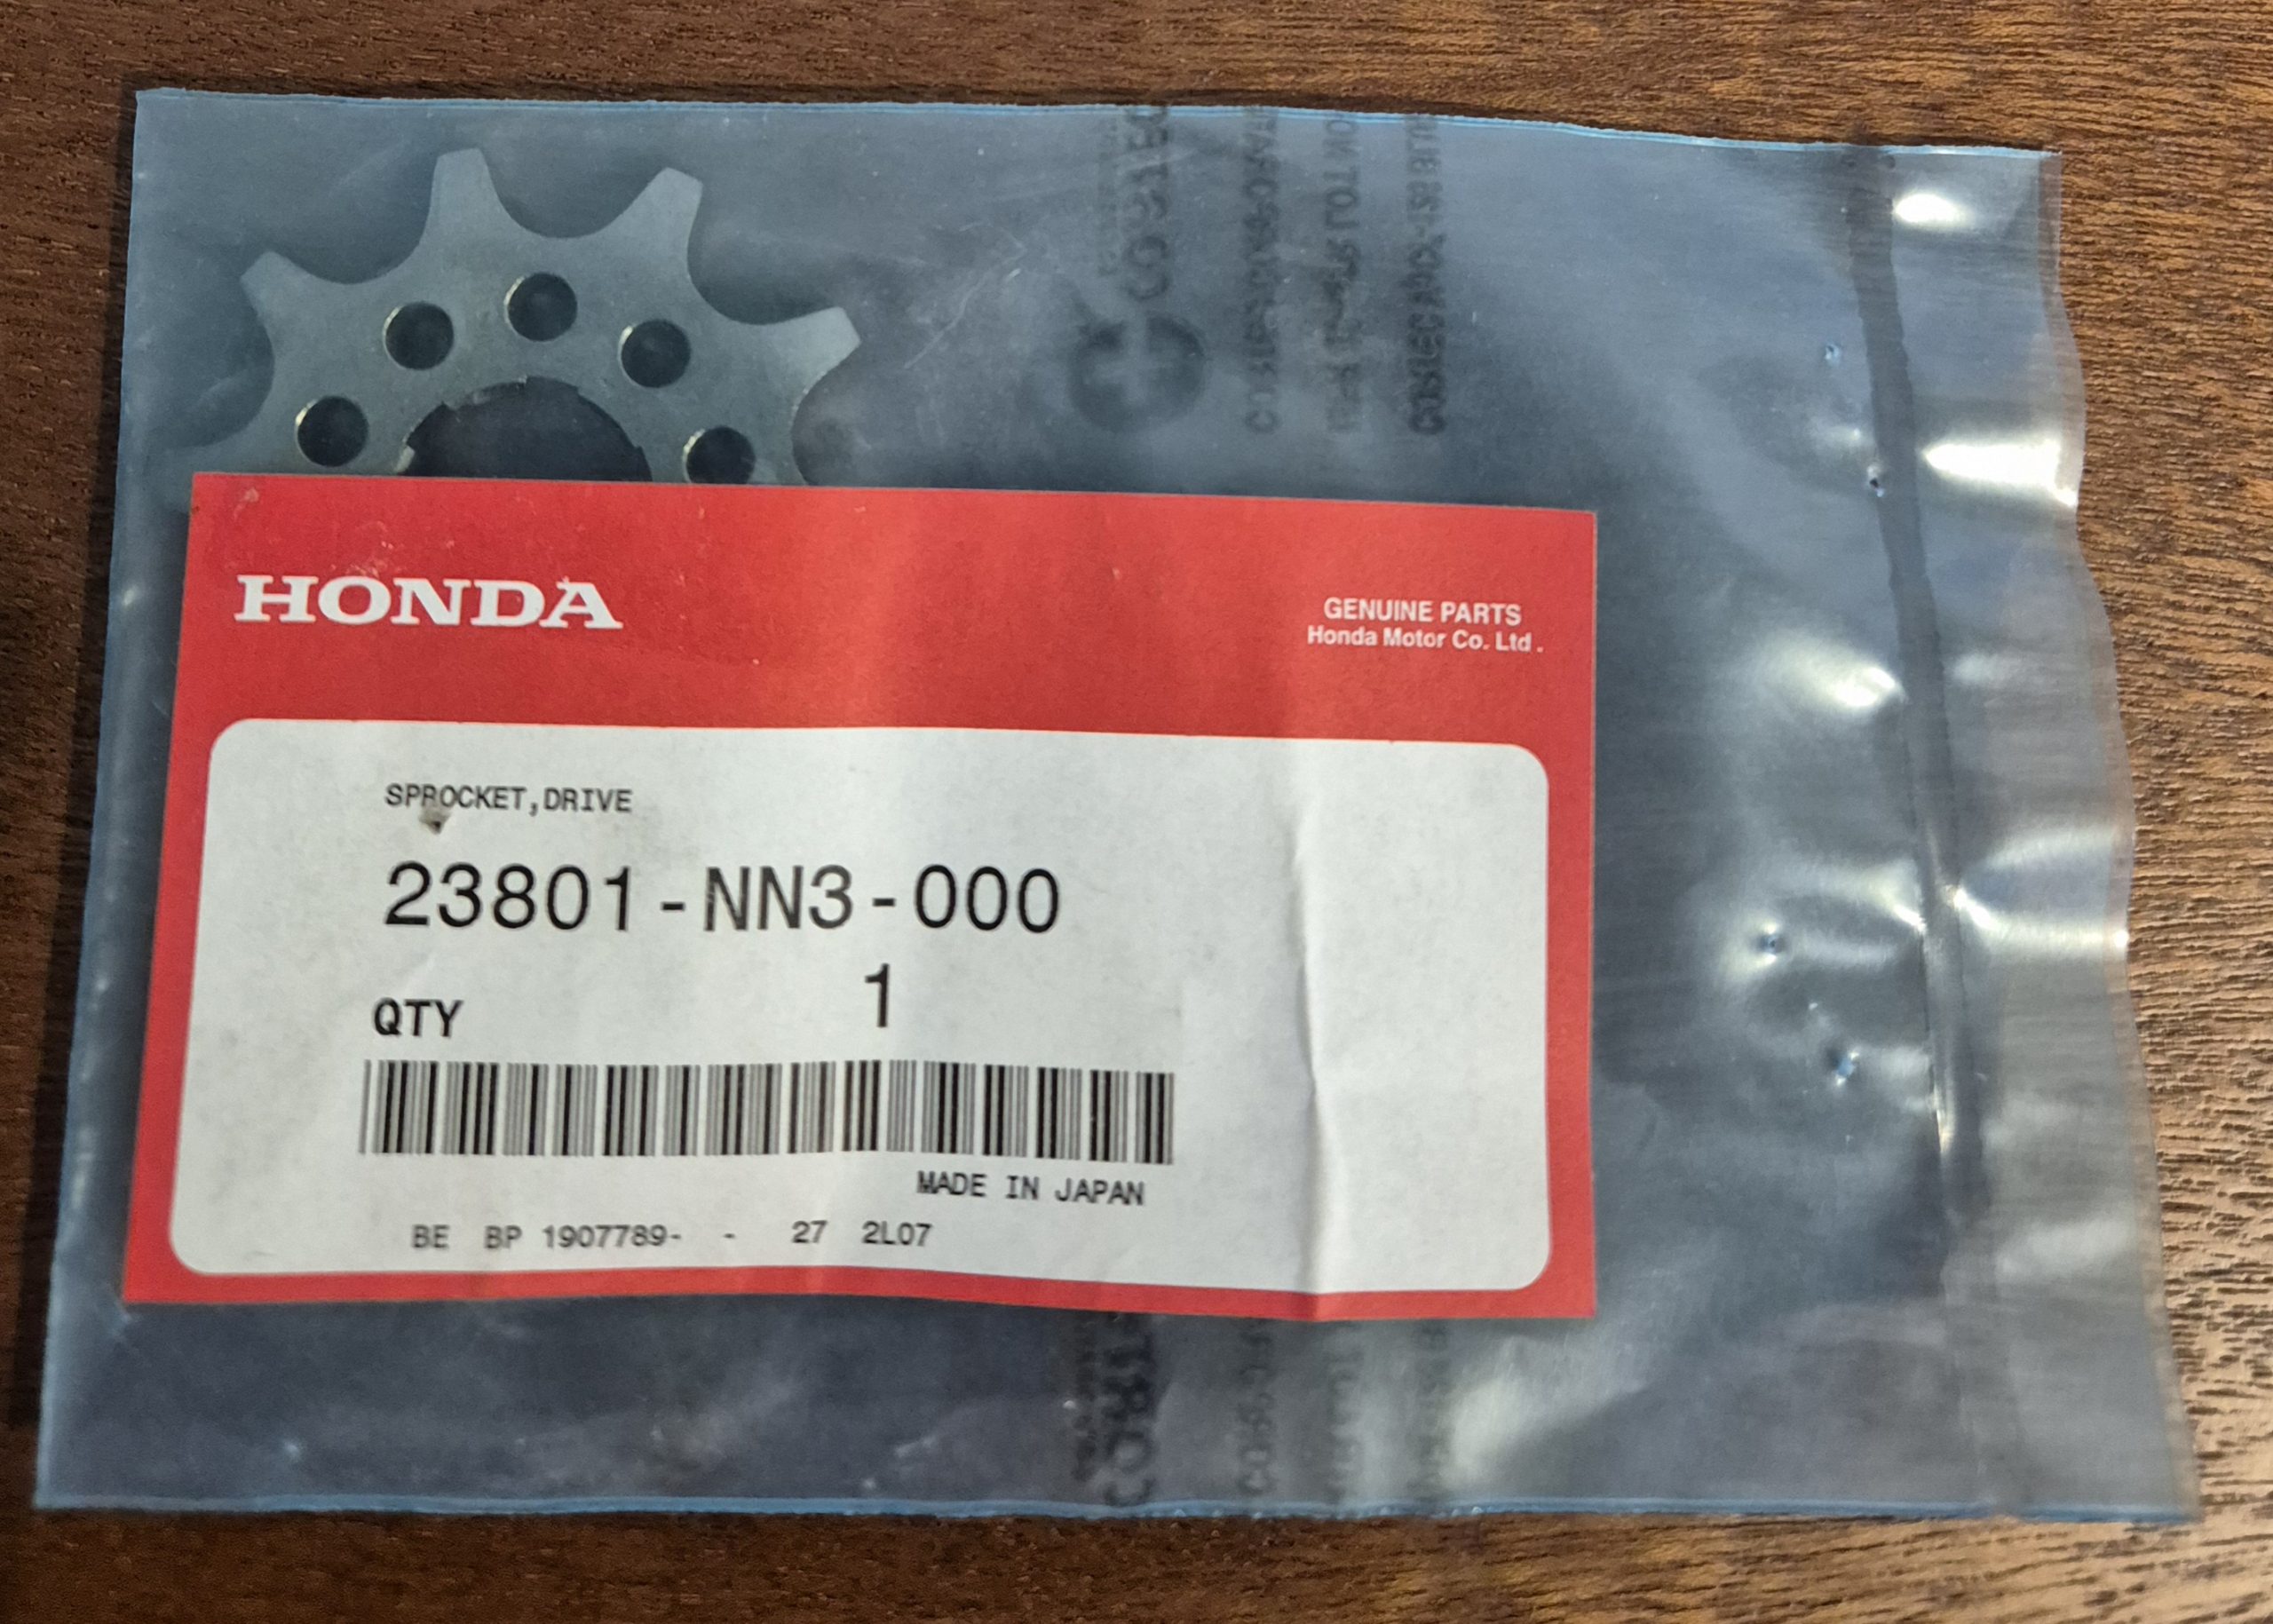 HONDA
GENUINE PARTS
Honda Motor Co. Ltd.
SPROCKET,DRIVE
23801-NN3-000
QTY 1
MADE IN JAPAN
BE BP 1907789- - 27 2L07